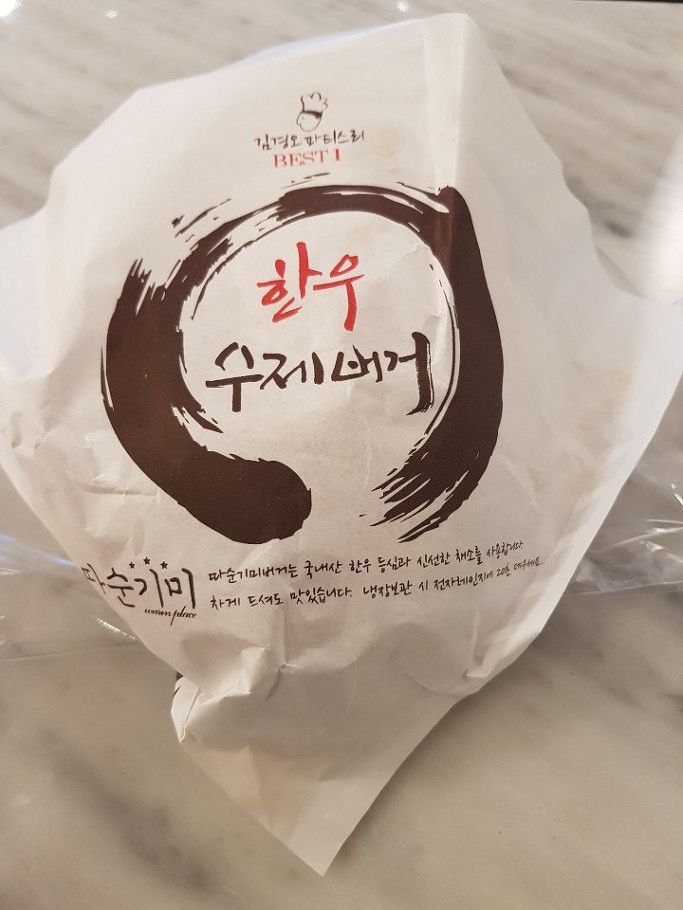 김경오 파티스리
BEST 1
한우
수제버거
따순기미
warm place
따순기미버거는 국내산 한우 등심과 신선한 채소를 사용합니다.
차게 드셔도 맛있습니다. 냉장보관 시 전자레인지에 20초 데우세요.